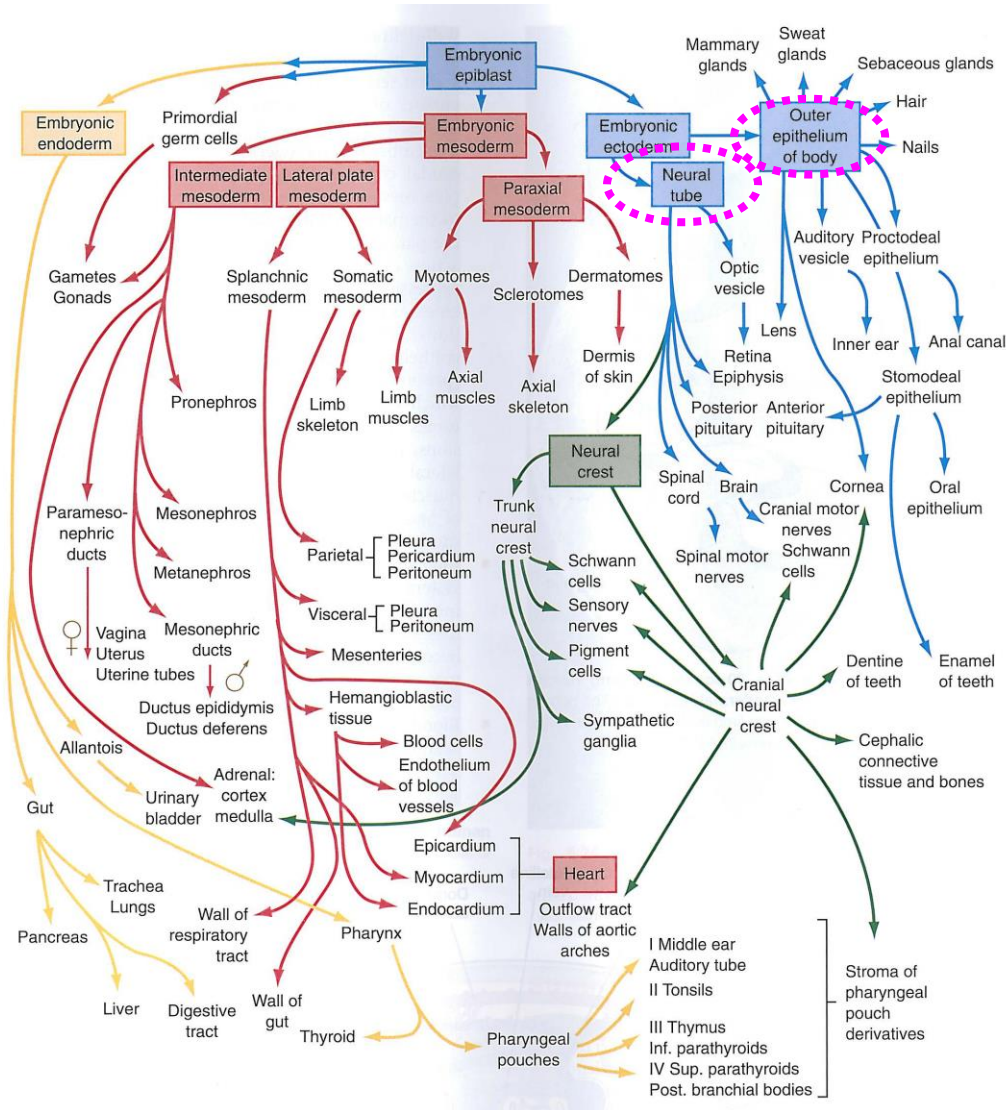 Embryonic
epiblast
Mammary
glands
Sweat
glands
Sebaceous glands
Hair
Nails
Outer
epithelium
of body
Embryonic
endoderm
Primordial
germ cells
Embryonic
mesoderm
Embryonic
ectoderm
Neural
tube
Intermediate
mesoderm
Lateral plate
mesoderm
Paraxial
mesoderm
Gametes
Gonads
Splanchnic
mesoderm
Somatic
mesoderm
Myotomes
Sclerotomes
Dermatomes
Optic
vesicle
Auditory
vesicle
Proctodeal
epithelium
Lens
Inner ear
Anal canal
Pronephros
Limb
skeleton
Limb
muscles
Axial
muscles
Axial
skeleton
Dermis
of skin
Retina
Epiphysis
Posterior
pituitary
Anterior
pituitary
Stomodeal
epithelium
Neural
crest
Spinal
cord
Brain
Cornea
Oral
epithelium
Parameso-
nephric
ducts
Mesonephros
Metanephros
Trunk
neural
crest
Parietal
Pleura
Pericardium
Peritoneum
Spinal motor
nerves
Cranial motor
nerves
Schwann
cells
Schwann
cells
Sensory
nerves
Pigment
cells
Visceral
Pleura
Peritoneum
Mesenteries
Vagina
Uterus
Uterine tubes
Mesonephric
ducts
Ductus epididymis
Ductus deferens
Hemangioblastic
tissue
Sympathetic
ganglia
Cranial
neural
crest
Dentine
of teeth
Enamel
of teeth
Blood cells
Endothelium
of blood
vessels
Cephalic
connective
tissue and bones
Allantois
Urinary
bladder
Adrenal:
cortex
medulla
Gut
Epicardium
Myocardium
Endocardium
Heart
Outflow tract
Walls of aortic
arches
Trachea
Lungs
Pancreas
Liver
Digestive
tract
Wall of
respiratory
tract
Wall of
gut
Pharynx
Thyroid
Pharyngeal
pouches
I Middle ear
Auditory tube
II Tonsils
III Thymus
Inf. parathyroids
IV Sup. parathyroids
Post. branchial bodies
Stroma of
pharyngeal
pouch
derivatives